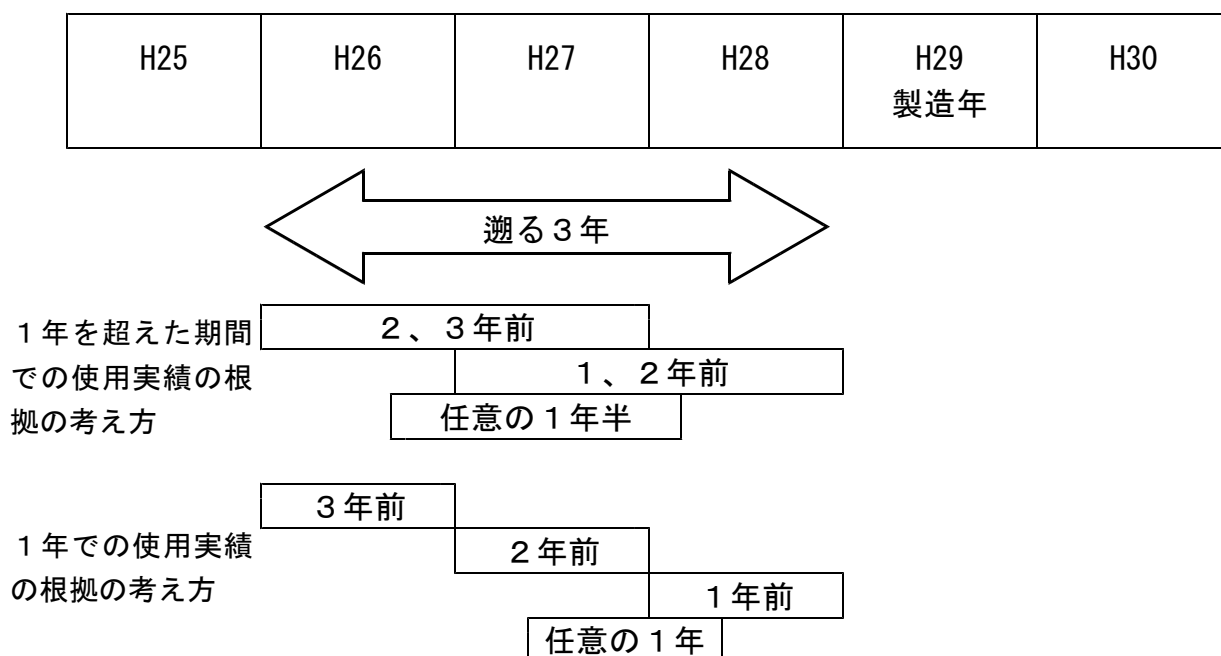 H25 H26 H27 H28 H29 H30
製造年
遡る3年
1年を超えた期間
での使用実績の根
拠の考え方
2、3年前
1、2年前
任意の1年半
3年前
1年での使用実績
の根拠の考え方
2年前
1年前
任意の1年